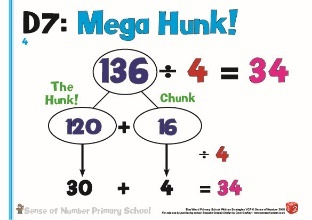 D7: Mega Hunk!
4
136 ÷ 4 = 34
The Hunk!
Chunk
120 + 16
÷ 4
30 + 4 = 34
Sense of Number Primary School